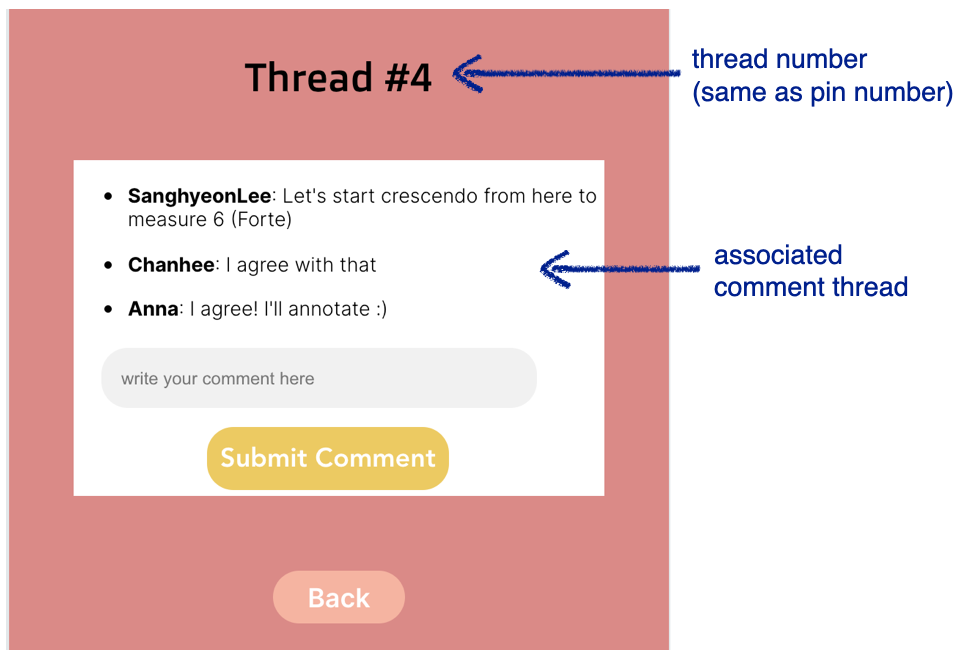 Thread #4
thread number
(same as pin number)
SanghyeonLee: Let's start crescendo from here to
measure 6 (Forte)
Chanhee: I agree with that
Anna: I agree! I'll annotate :)
associated
comment thread
write your comment here
Submit Comment
Back